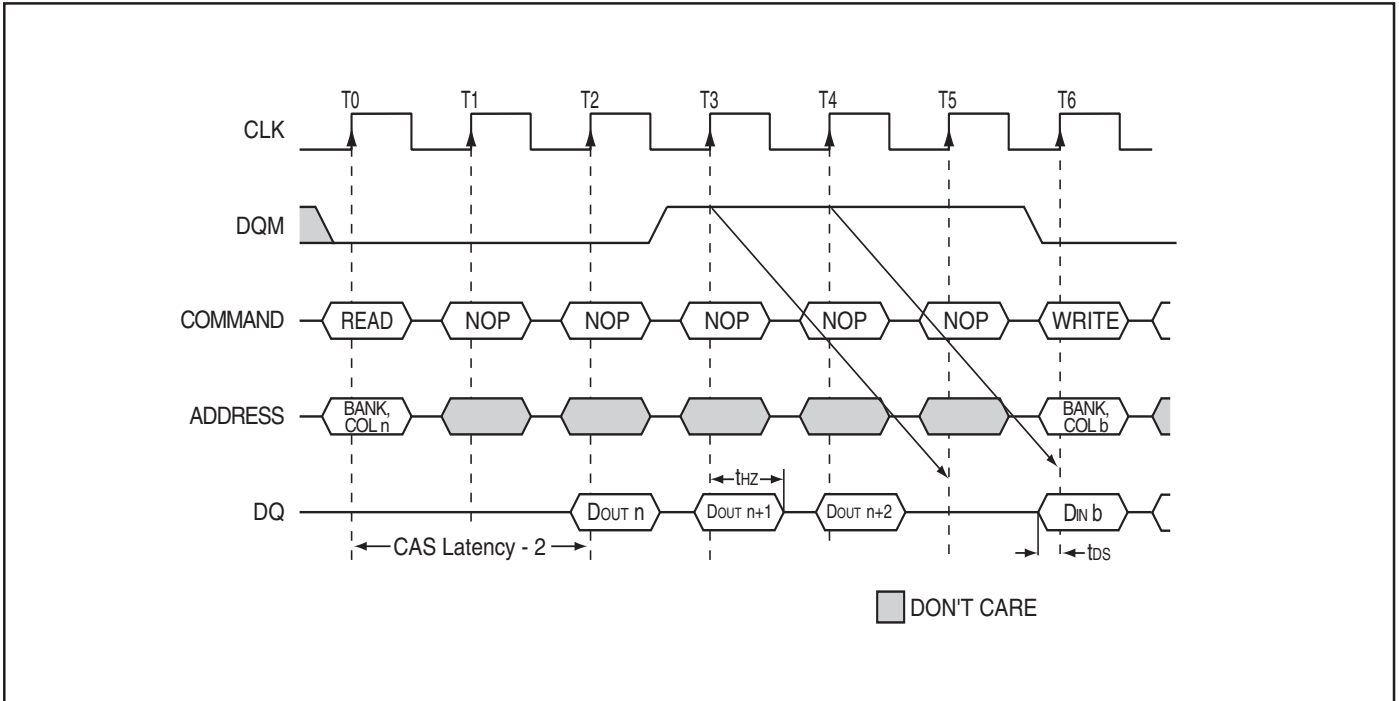 T0 T1 T2 T3 T4 T5 T6
CLK
DQM
COMMAND READ NOP NOP NOP NOP NOP WRITE
ADDRESS BANK, COL n BANK, COL b
tHZ
DQ DOUT n DOUT n+1 DOUT n+2 DIN b
CAS Latency - 2 tDS
DON'T CARE